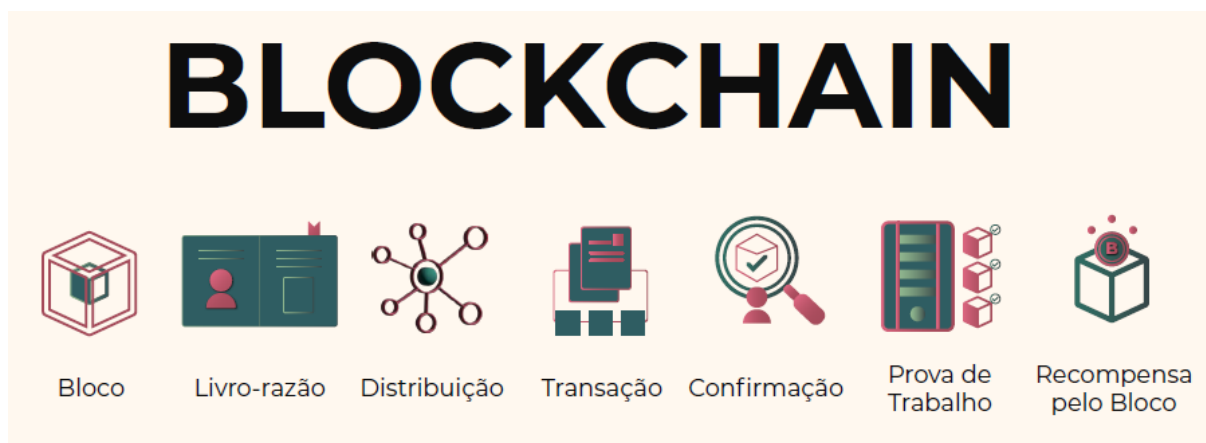 BLOCKCHAIN
B
Bloco
Livro-razão
Distribuição
Transação
Confirmação
Prova de
Trabalho
Recompensa
pelo Bloco